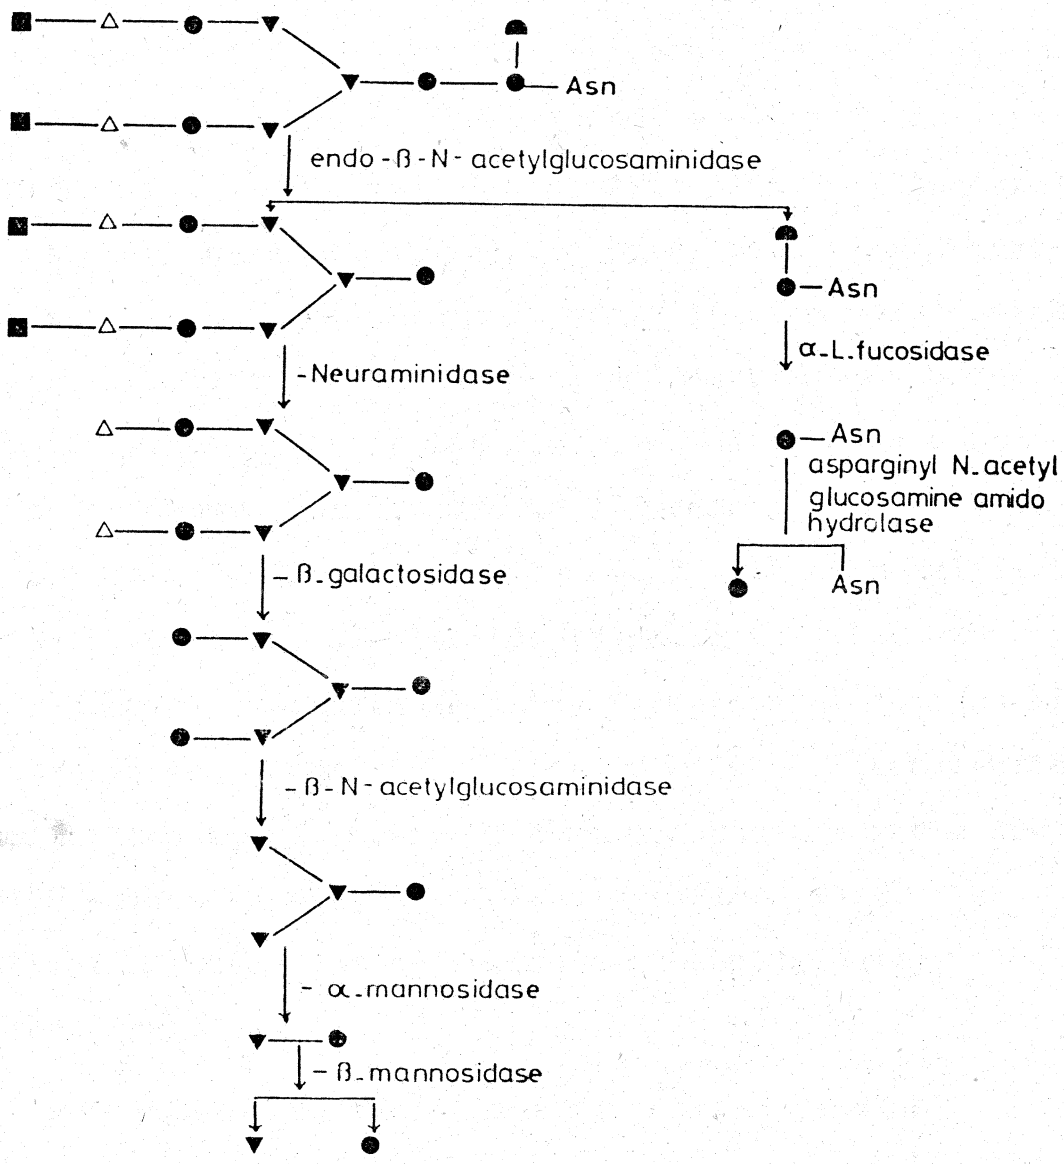 Asn
endo-β-N-acetylglucosaminidase
Asn
α-L.fucosidase
-Neuraminidase
Asn
asparginyl N-acetyl
glucosamine amido
hydrolase
-β-galactosidase
Asn
-β-N-acetylglucosaminidase
-α-mannosidase
-β-mannosidase